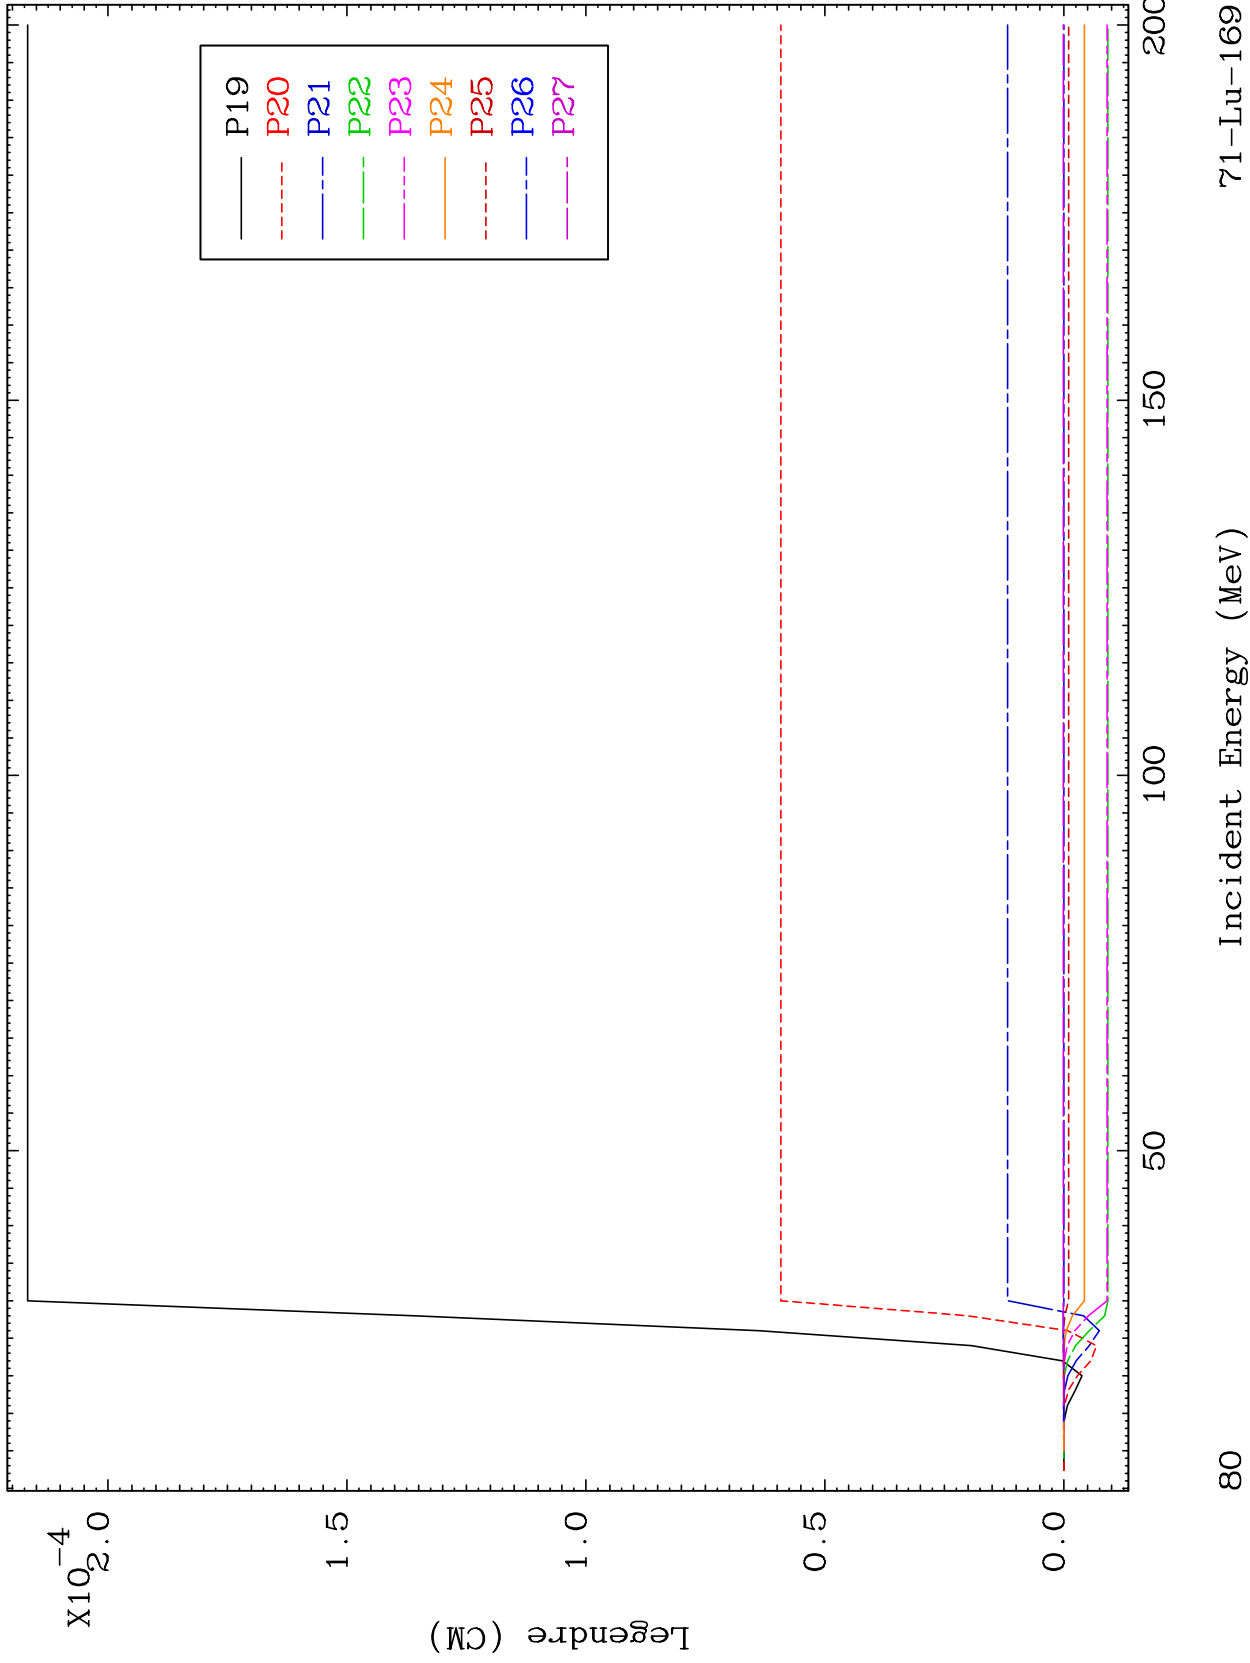 X10⁻⁴
2.0
1.5
1.0
0.5
0.0
Legendre (CM)
P19
P20
P21
P22
P23
P24
P25
P26
P27
50
100
150
200
80
Incident Energy (MeV)
71-Lu-169